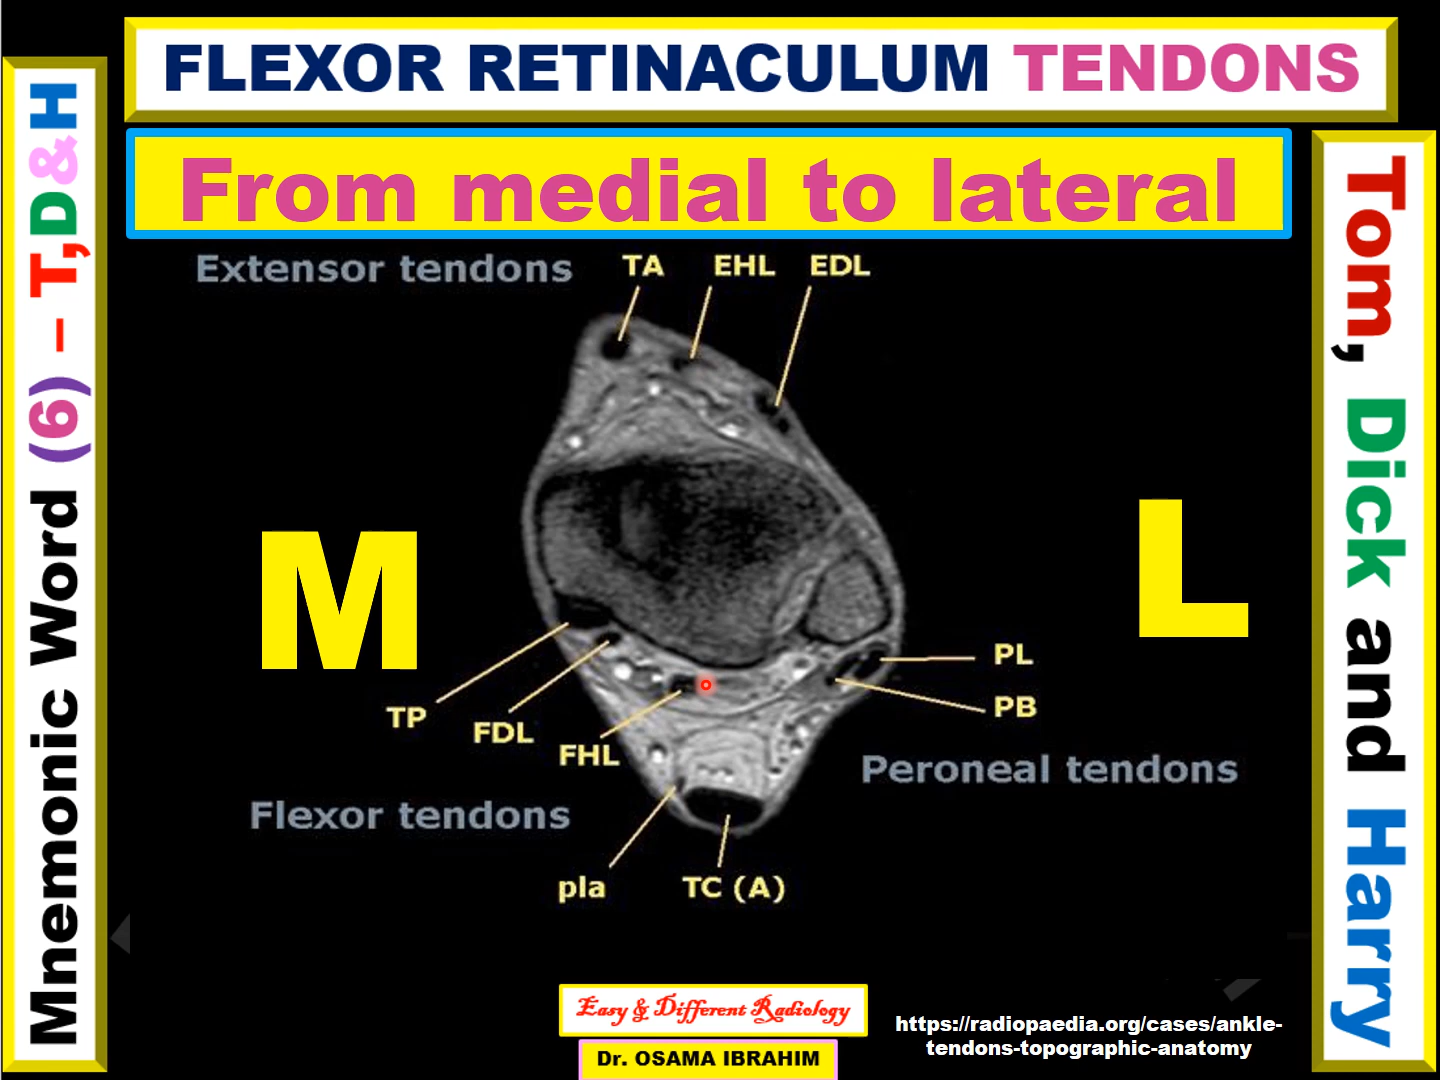 FLEXOR RETINACULUM TENDONS
From medial to lateral
Mnemonic Word (6) – T,D&H
Tom, Dick and Harry
Extensor tendons
TA EHL EDL
M
L
TP
FDL
FHL
PL
PB
Peroneal tendons
Flexor tendons
pla
TC (A)
Easy & Different Radiology
Dr. OSAMA IBRAHIM
https://radiopaedia.org/cases/ankle-
tendons-topographic-anatomy